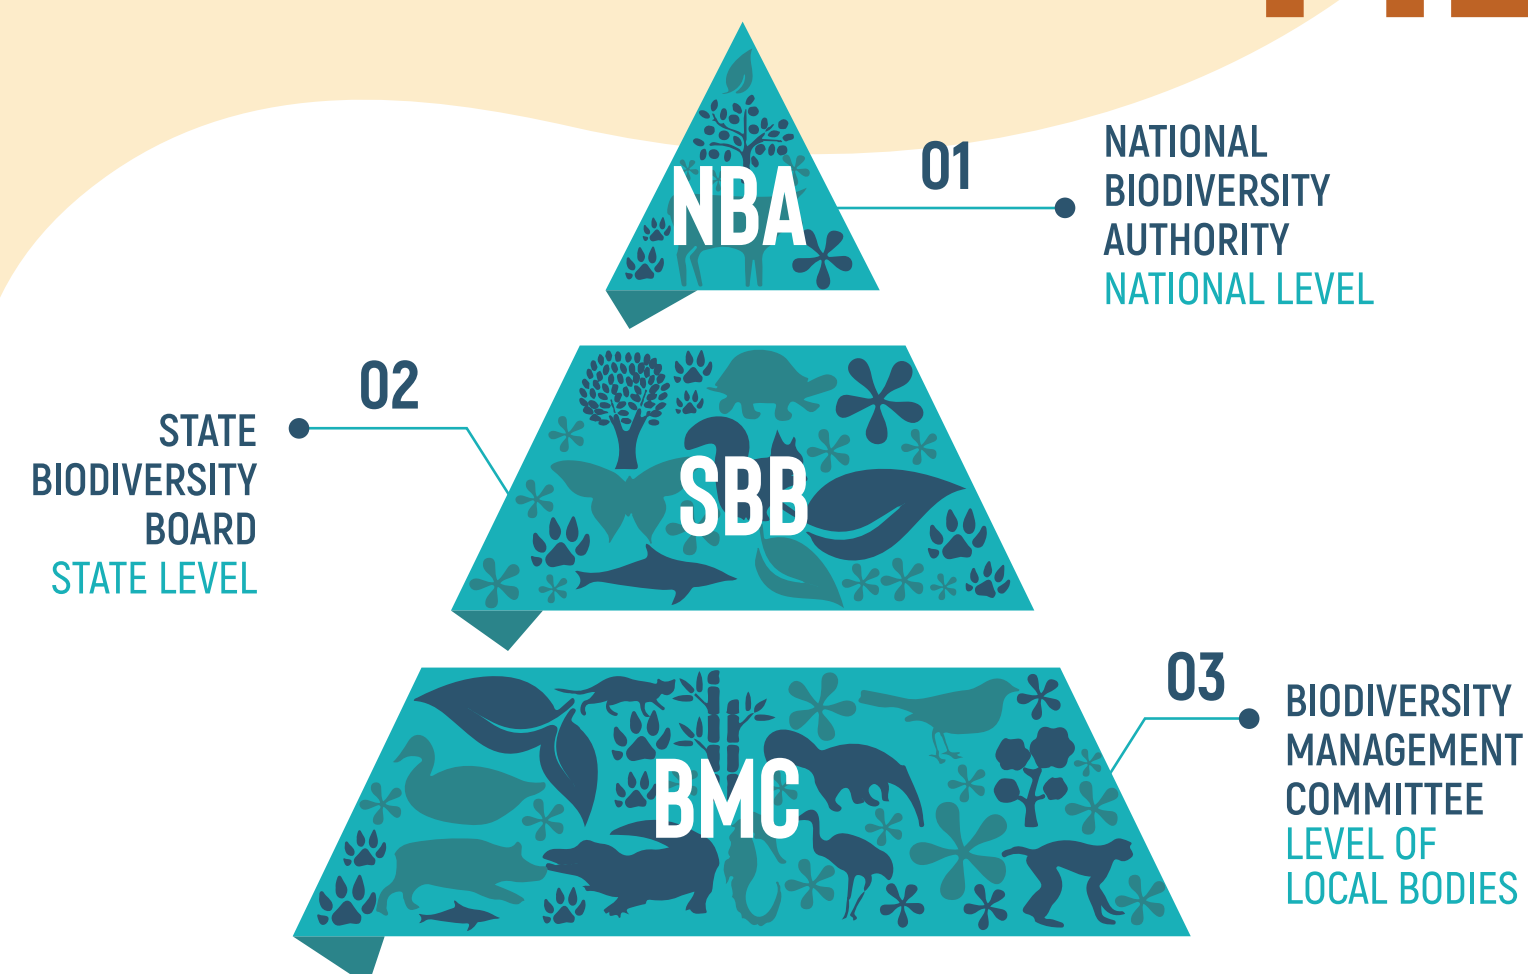 NBA
01
NATIONAL
BIODIVERSITY
AUTHORITY
NATIONAL LEVEL
02
STATE
BIODIVERSITY
BOARD
STATE LEVEL
SBB
03
BIODIVERSITY
MANAGEMENT
COMMITTEE
LEVEL OF
LOCAL BODIES
BMC